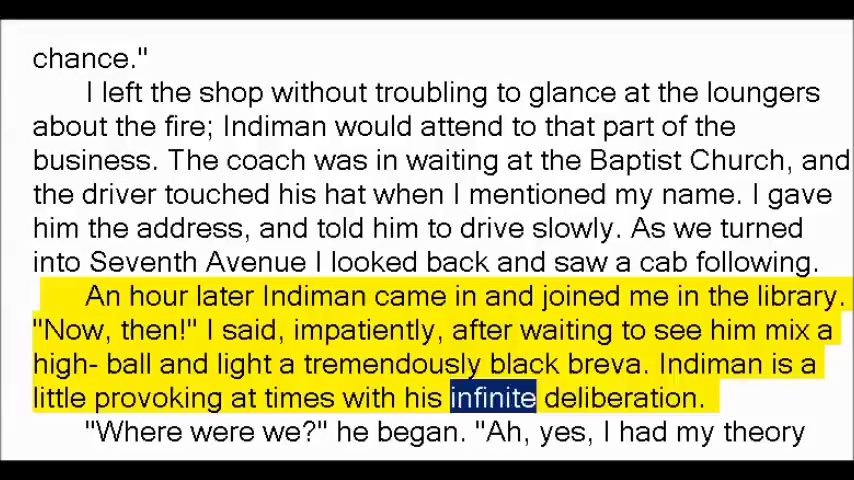 chance."
I left the shop without troubling to glance at the loungers
about the fire; Indiman would attend to that part of the
business. The coach was in waiting at the Baptist Church, and
the driver touched his hat when I mentioned my name. I gave
him the address, and told him to drive slowly. As we turned
into Seventh Avenue I looked back and saw a cab following.
An hour later Indiman came in and joined me in the library.
"Now, then!" I said, impatiently, after waiting to see him mix a
high- ball and light a tremendously black breva. Indiman is a
little provoking at times with his infinite deliberation.
"Where were we?" he began. "Ah, yes, I had my theory